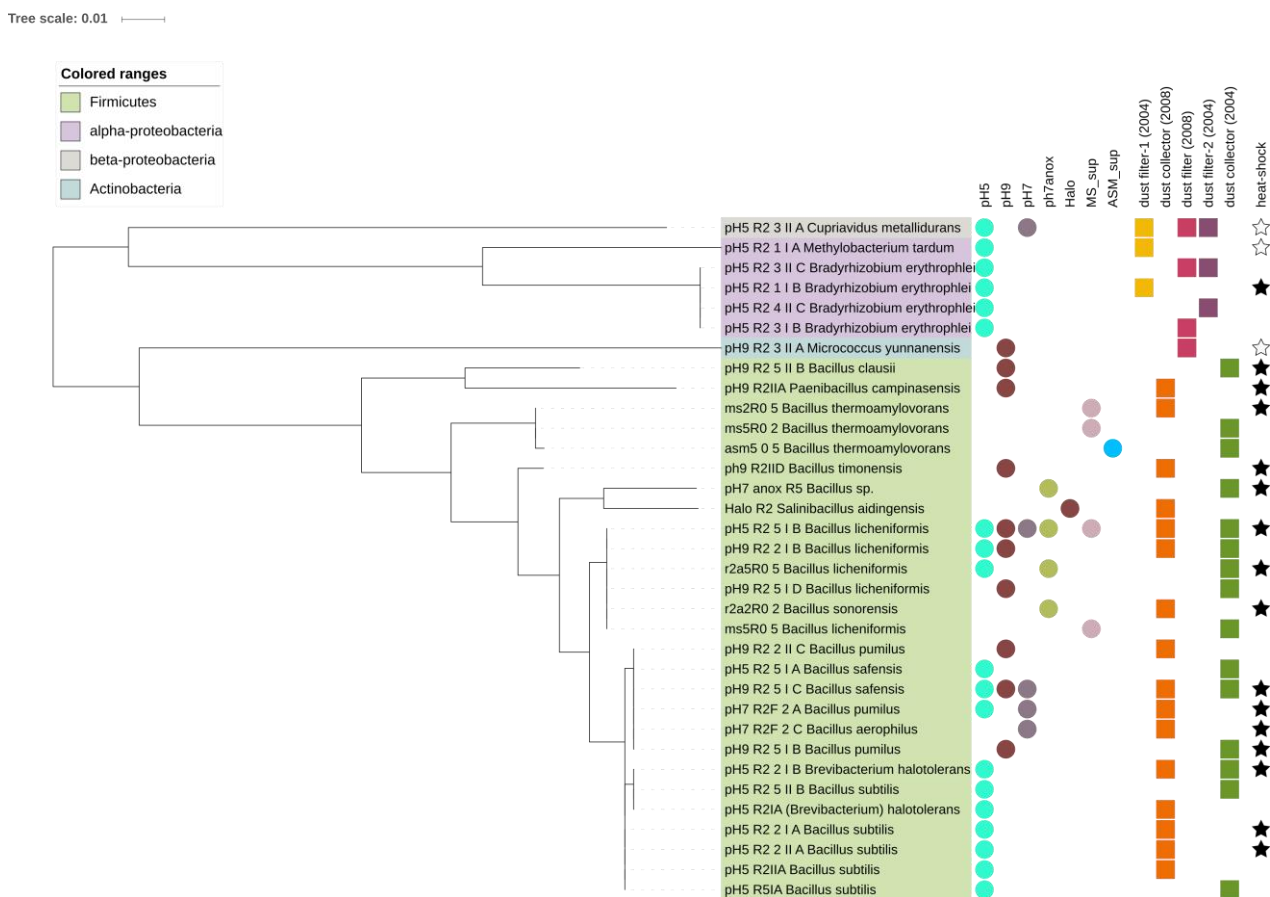 Tree scale: 0.01
Colored ranges
Firmicutes
alpha-proteobacteria
beta-proteobacteria
Actinobacteria
pH5
pH9
pH7
ph7anox
Halo
MS_sup
ASM_sup
dust filter-1 (2004)
dust collector (2008)
dust filter (2008)
dust filter-2 (2004)
dust collector (2004)
heat-shock
pH5 R2 3 II A Cupriavidus metallidurans
pH5 R2 1 I A Methylobacterium tardum
pH5 R2 3 II C Bradyrhizobium erythrophlei
pH5 R2 1 I B Bradyrhizobium erythrophlei
pH5 R2 4 II C Bradyrhizobium erythrophlei
pH5 R2 3 I B Bradyrhizobium erythrophlei
pH9 R2 3 II A Micrococcus yunnanensis
pH9 R2 5 II B Bacillus clausii
pH9 R2IIA Paenibacillus campinasensis
ms2R0 5 Bacillus thermoamylovorans
ms5R0 2 Bacillus thermoamylovorans
asm5 0 5 Bacillus thermoamylovorans
ph9 R2IID Bacillus timonensis
pH7 anox R5 Bacillus sp.
Halo R2 Salinibacillus aidingensis
pH5 R2 5 I B Bacillus licheniformis
pH9 R2 2 I B Bacillus licheniformis
r2a5R0 5 Bacillus licheniformis
pH9 R2 5 I D Bacillus licheniformis
r2a2R0 2 Bacillus sonorensis
ms5R0 5 Bacillus licheniformis
pH9 R2 2 II C Bacillus pumilus
pH5 R2 5 I A Bacillus safensis
pH9 R2 5 I C Bacillus safensis
pH7 R2F 2 A Bacillus pumilus
pH7 R2F 2 C Bacillus aerophilus
pH9 R2 5 I B Bacillus pumilus
pH5 R2 2 I B Brevibacterium halotolerans
pH5 R2 5 II B Bacillus subtilis
pH5 R2IA (Brevibacterium) halotolerans
pH5 R2 2 I A Bacillus subtilis
pH5 R2 2 II A Bacillus subtilis
pH5 R2IIA Bacillus subtilis
pH5 R5IA Bacillus subtilis